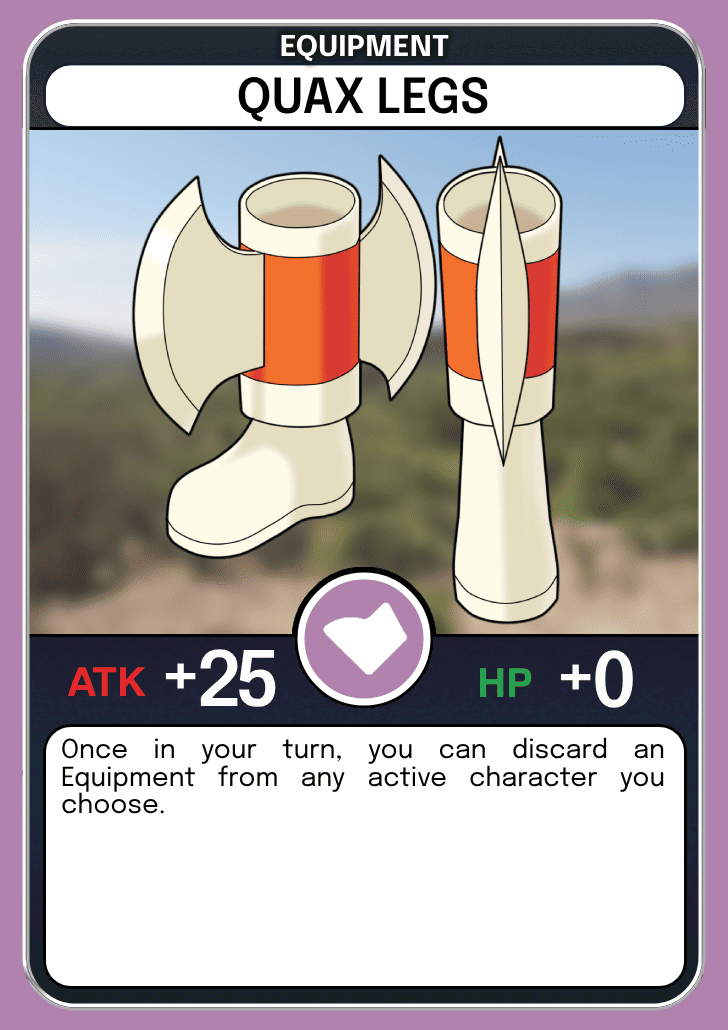 EQUIPMENT
QUAX LEGS
ATK +25 HP +0
Once in your turn, you can discard an
Equipment from any active character you
choose.